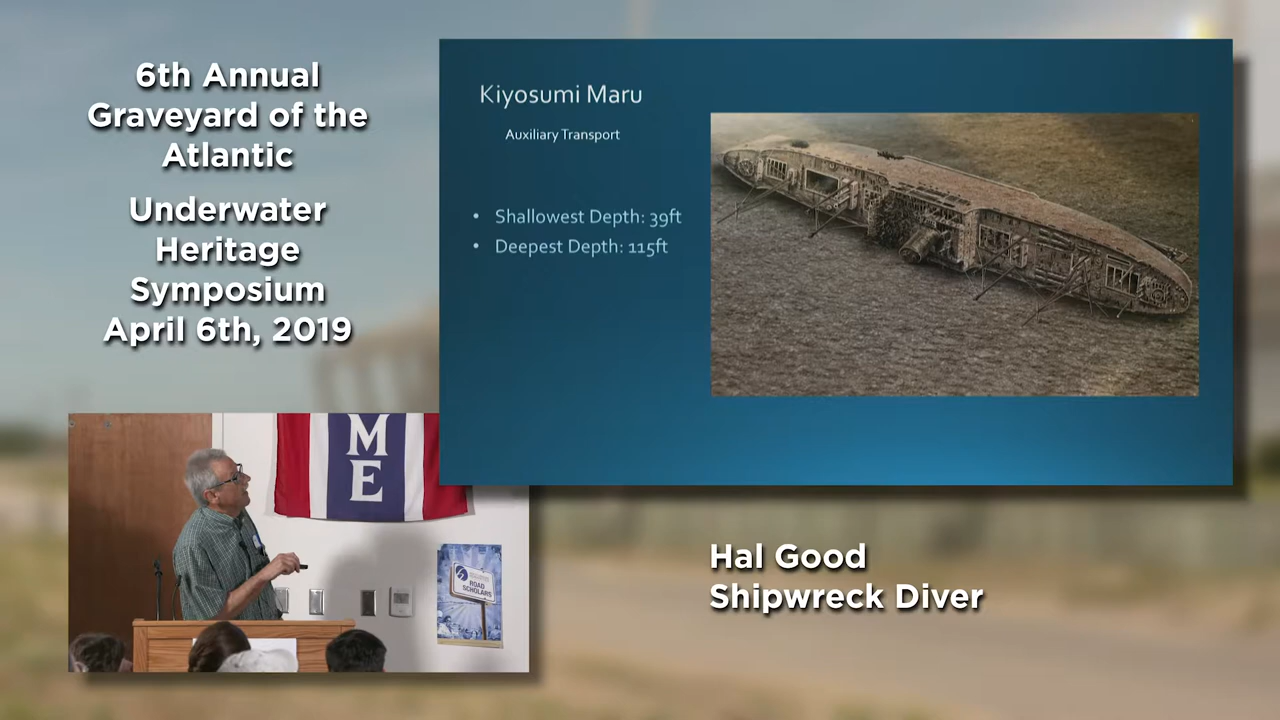 6th Annual
Graveyard of the
Atlantic
Underwater
Heritage
Symposium
April 6th, 2019
Kiyosumi Maru
Auxiliary Transport
• Shallowest Depth: 39ft
• Deepest Depth: 115ft
M
E
ROAD
SCHOLARS
Hal Good
Shipwreck Diver